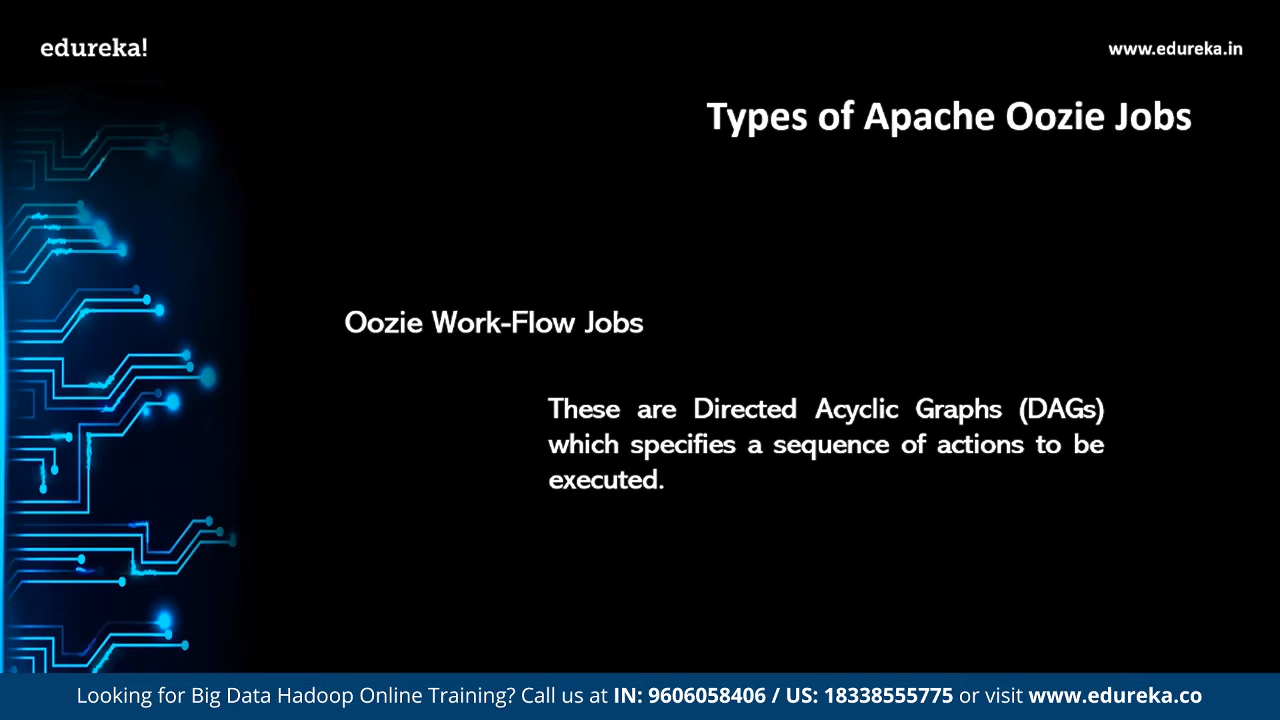 edureka!
www.edureka.in
Types of Apache Oozie Jobs
Oozie Work-Flow Jobs
These are Directed Acyclic Graphs (DAGs)
which specifies a sequence of actions to be
executed.
Looking for Big Data Hadoop Online Training? Call us at IN: 9606058406 / US: 18338555775 or visit www.edureka.co